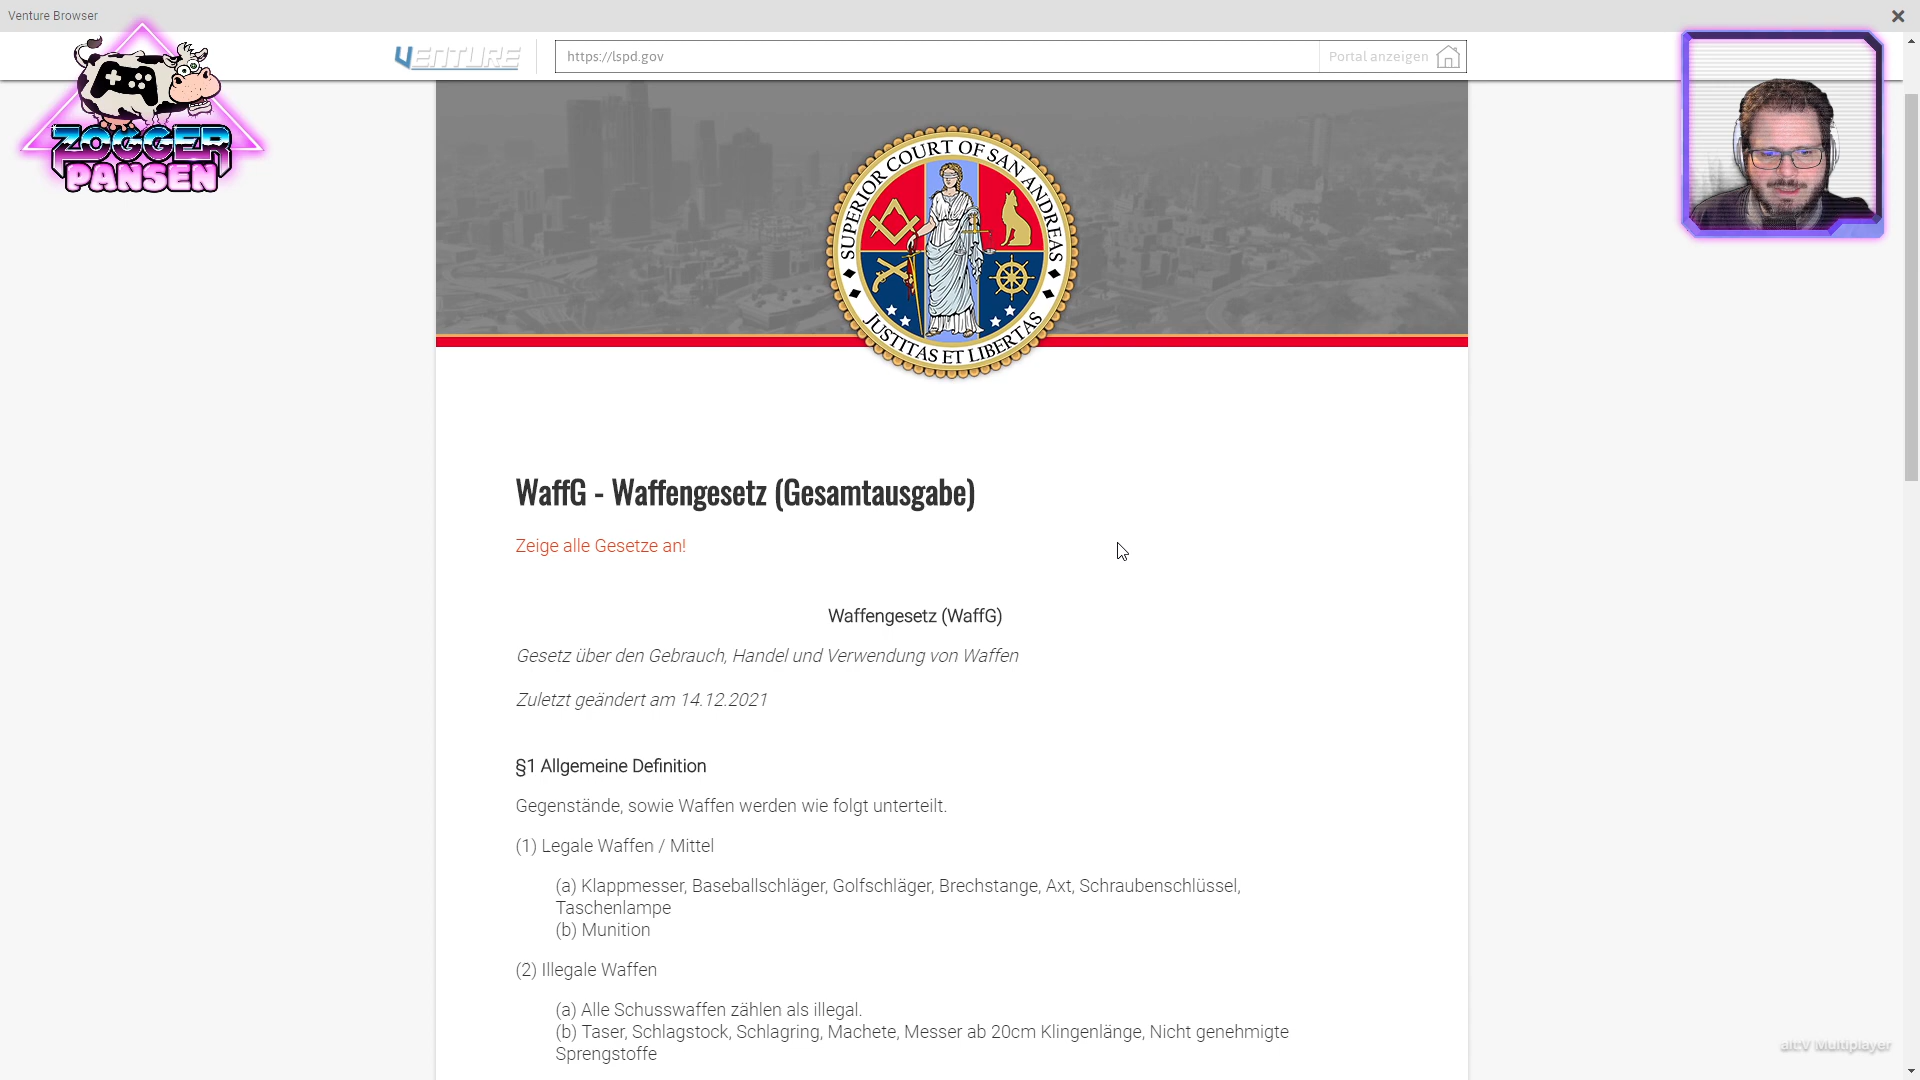 Venture Browser
VENTURE
https://lspd.gov
Portal anzeigen
ZOGGER
PANSEN
SUPERIOR COURT OF SAN ANDREAS
JUSTITAS ET LIBERTAS
WaffG - Waffengesetz (Gesamtausgabe)
Zeige alle Gesetze an!
Waffengesetz (WaffG)
Gesetz über den Gebrauch, Handel und Verwendung von Waffen
Zuletzt geändert am 14.12.2021
§1 Allgemeine Definition
Gegenstände, sowie Waffen werden wie folgt unterteilt.
(1) Legale Waffen / Mittel
(a) Klappmesser, Baseballschläger, Golfschläger, Brechstange, Axt, Schraubenschlüssel,
Taschenlampe
(b) Munition
(2) Illegale Waffen
(a) Alle Schusswaffen zählen als illegal.
(b) Taser, Schlagstock, Schlagring, Machete, Messer ab 20cm Klingenlänge, Nicht genehmigte
Sprengstoffe
alt:V Multiplayer